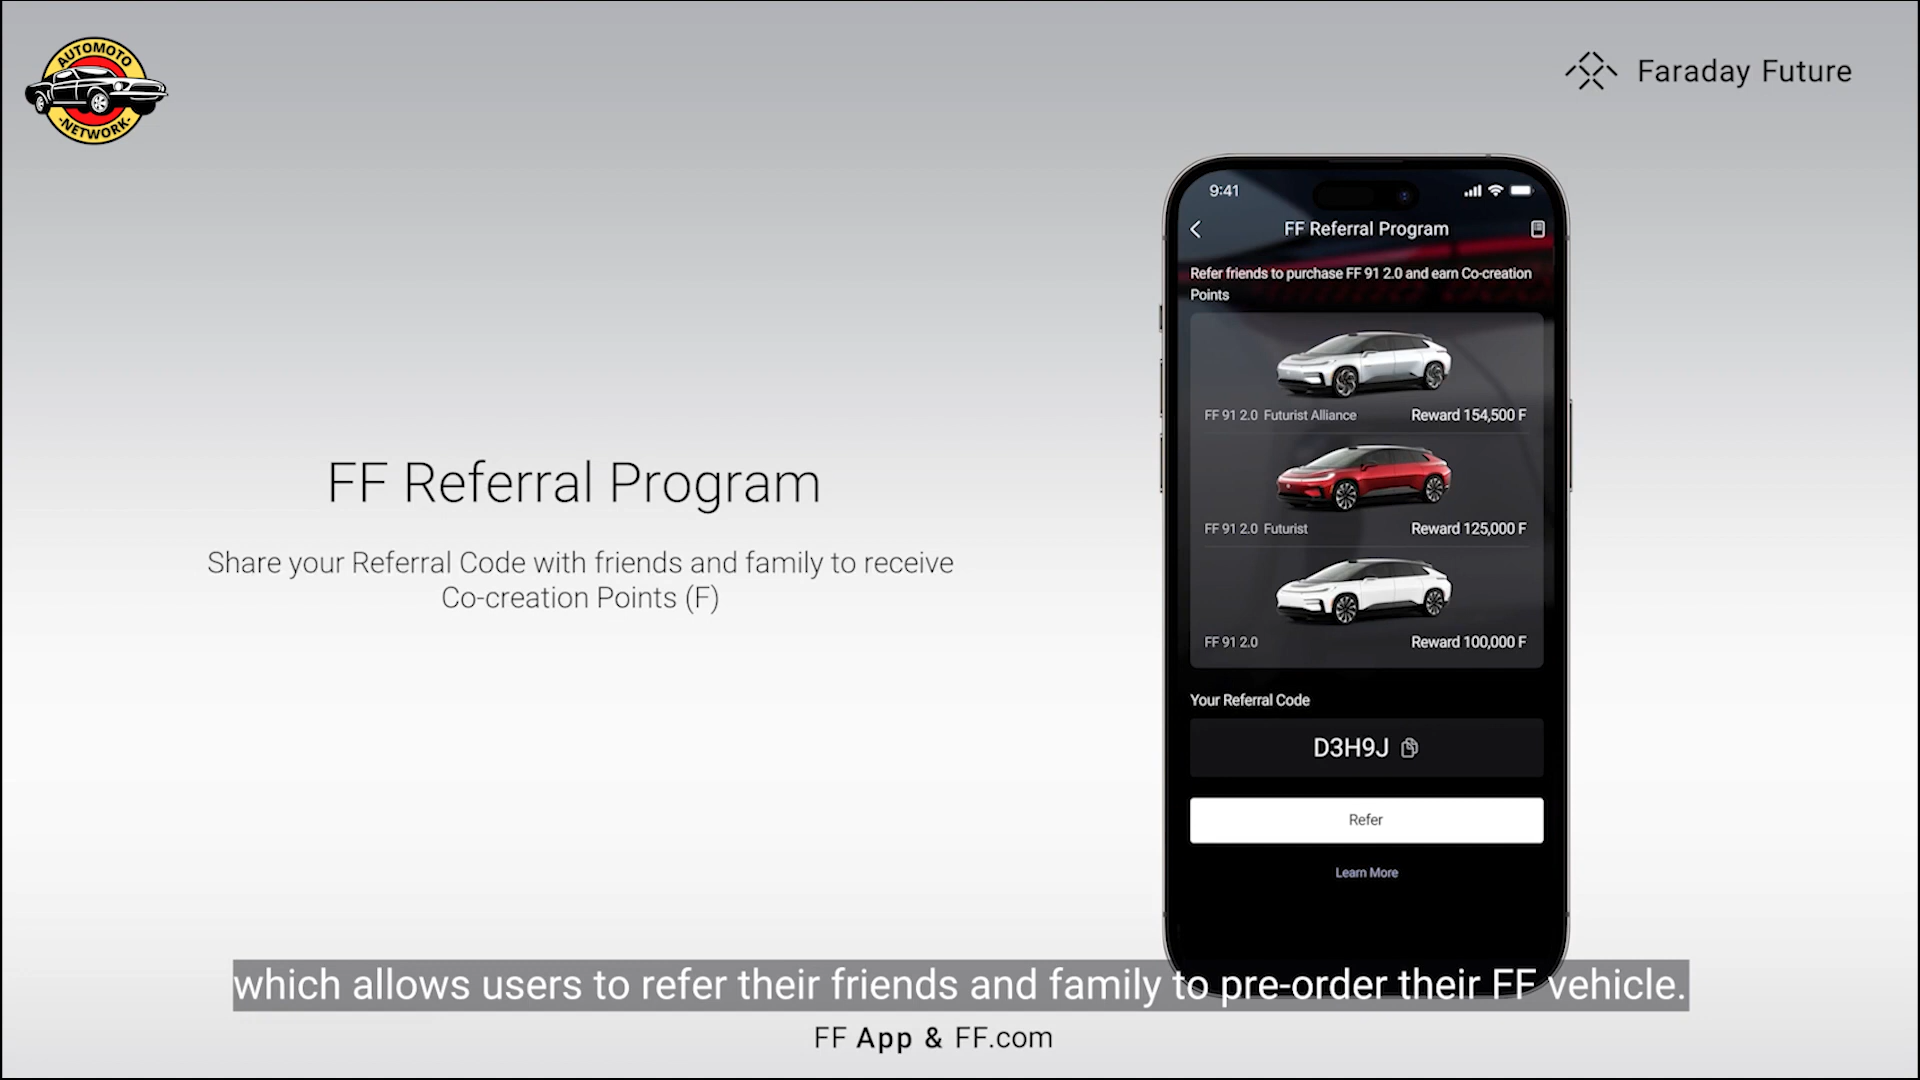 AUTOMOTO
-NETWORK-
Faraday Future
FF Referral Program
Share your Referral Code with friends and family to receive
Co-creation Points (F)
9:41
FF Referral Program
Refer friends to purchase FF 91 2.0 and earn Co-creation
Points
FF 91 2.0 Futurist Alliance Reward 154,500 F
FF 91 2.0 Futurist Reward 125,000 F
FF 91 2.0 Reward 100,000 F
Your Referral Code
D3H9J
Refer
Learn More
which allows users to refer their friends and family to pre-order their FF vehicle.
FF App & FF.com